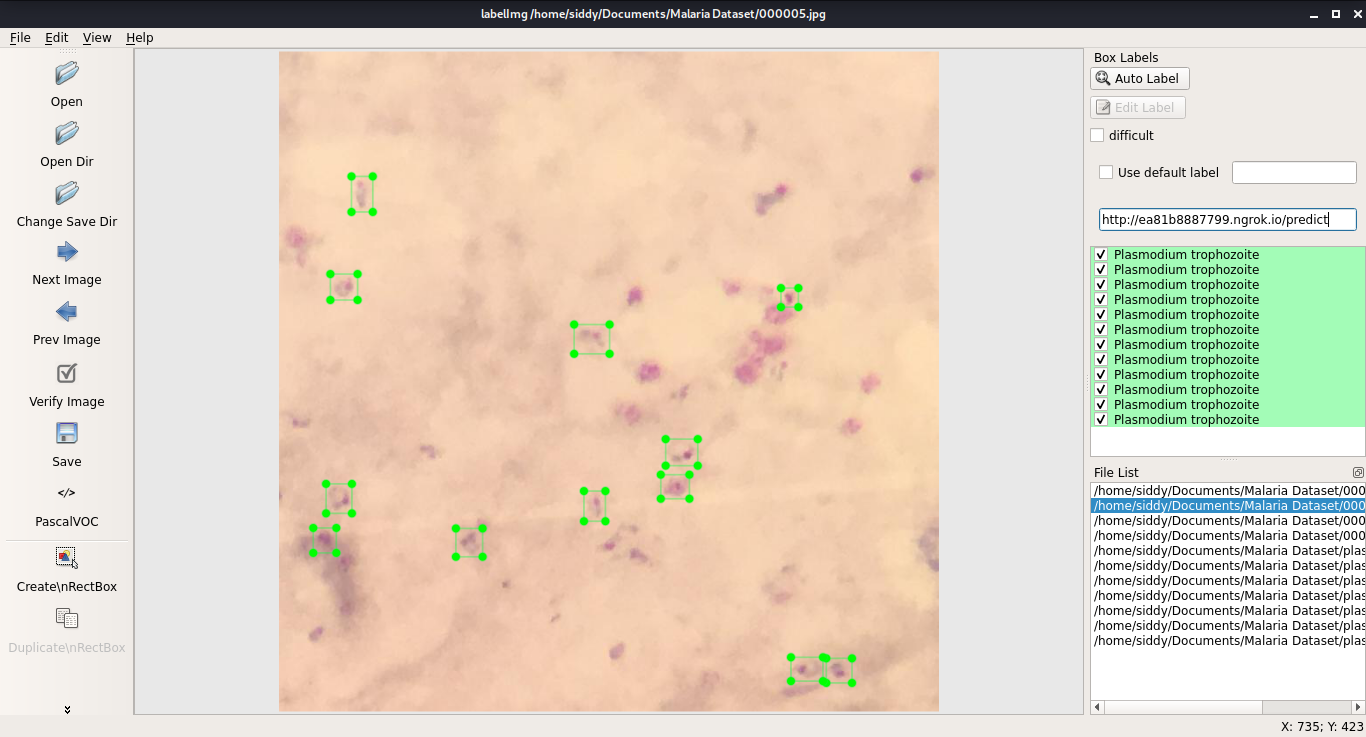 labelImg /home/siddy/Documents/Malaria Dataset/000005.jpg
File Edit View Help
Open
Open Dir
Change Save Dir
Next Image
Prev Image
Verify Image
Save
</>
PascalVOC
Create\nRectBox
Duplicate\nRectBox
Box Labels
Auto Label
Edit Label
difficult
Use default label
http://ea81b8887799.ngrok.io/predict
Plasmodium trophozoite
Plasmodium trophozoite
Plasmodium trophozoite
Plasmodium trophozoite
Plasmodium trophozoite
Plasmodium trophozoite
Plasmodium trophozoite
Plasmodium trophozoite
Plasmodium trophozoite
Plasmodium trophozoite
Plasmodium trophozoite
Plasmodium trophozoite
File List
/home/siddy/Documents/Malaria Dataset/000
/home/siddy/Documents/Malaria Dataset/000
/home/siddy/Documents/Malaria Dataset/000
/home/siddy/Documents/Malaria Dataset/000
/home/siddy/Documents/Malaria Dataset/plas
/home/siddy/Documents/Malaria Dataset/plas
/home/siddy/Documents/Malaria Dataset/plas
/home/siddy/Documents/Malaria Dataset/plas
/home/siddy/Documents/Malaria Dataset/plas
/home/siddy/Documents/Malaria Dataset/plas
/home/siddy/Documents/Malaria Dataset/plas
X: 735; Y: 423